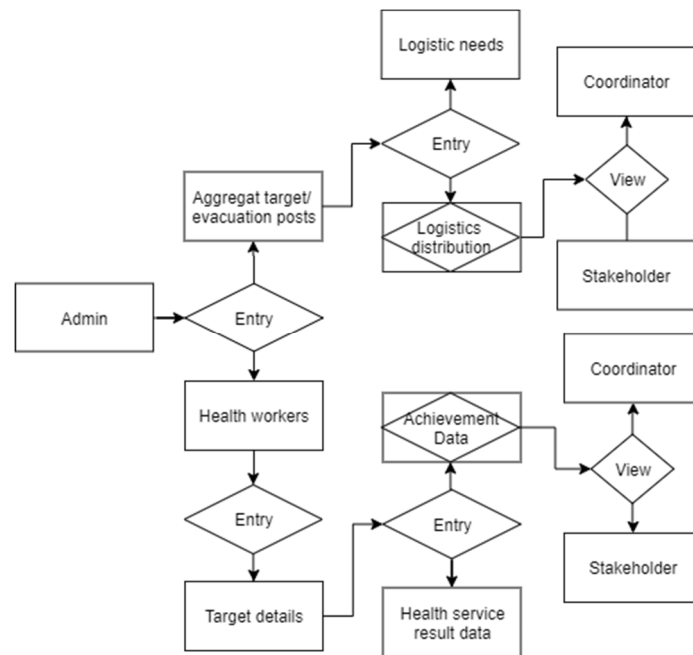 Logistic needs
Coordinator
Entry
View
Aggregat target/
evacuation posts
Logistics
distribution
Stakeholder
Admin
Entry
Coordinator
Health workers
Achievement
Data
View
Entry
Entry
Stakeholder
Target details
Health service
result data